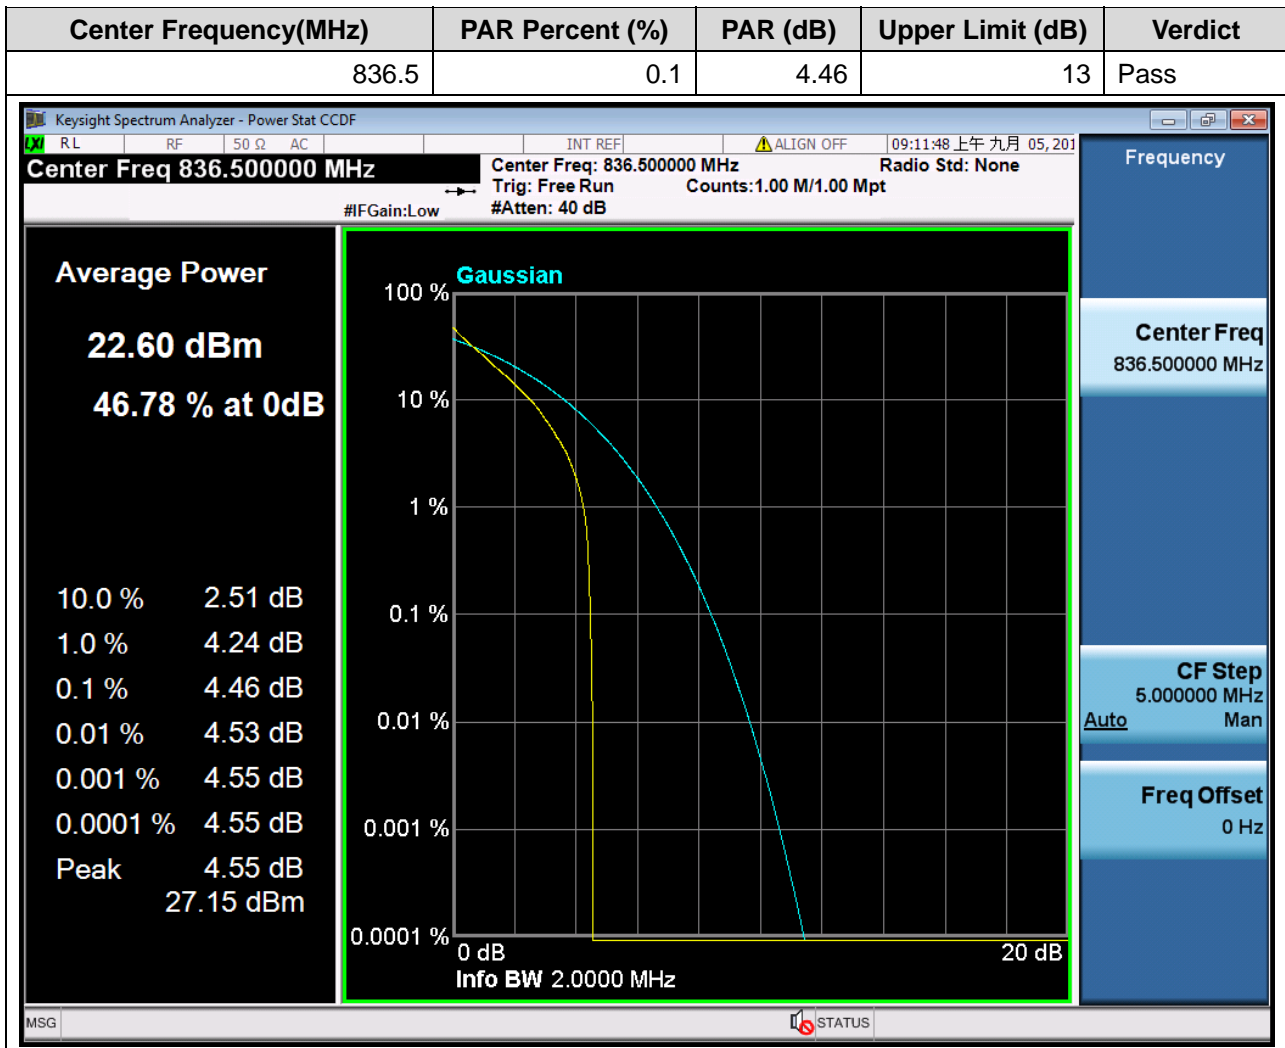 Center Frequency(MHz) PAR Percent (%) PAR (dB) Upper Limit (dB) Verdict
836.5 0.1 4.46 13 Pass
Keysight Spectrum Analyzer - Power Stat CCDF
LXI RL RF 50 Ω AC INT REF ALIGN OFF 09:11:48 上午 九月 05, 201
Center Freq 836.500000 MHz
Center Freq: 836.500000 MHz Radio Std: None
Trig: Free Run Counts:1.00 M/1.00 Mpt
#IFGain:Low #Atten: 40 dB
Frequency
Average Power
22.60 dBm
46.78 % at 0dB
10.0 % 2.51 dB
1.0 % 4.24 dB
0.1 % 4.46 dB
0.01 % 4.53 dB
0.001 % 4.55 dB
0.0001 % 4.55 dB
Peak 4.55 dB
27.15 dBm
Gaussian
100 %
10 %
1 %
0.1 %
0.01 %
0.001 %
0.0001 %
0 dB 20 dB
Info BW 2.0000 MHz
Center Freq
836.500000 MHz
CF Step
5.000000 MHz
Auto Man
Freq Offset
0 Hz
MSG STATUS